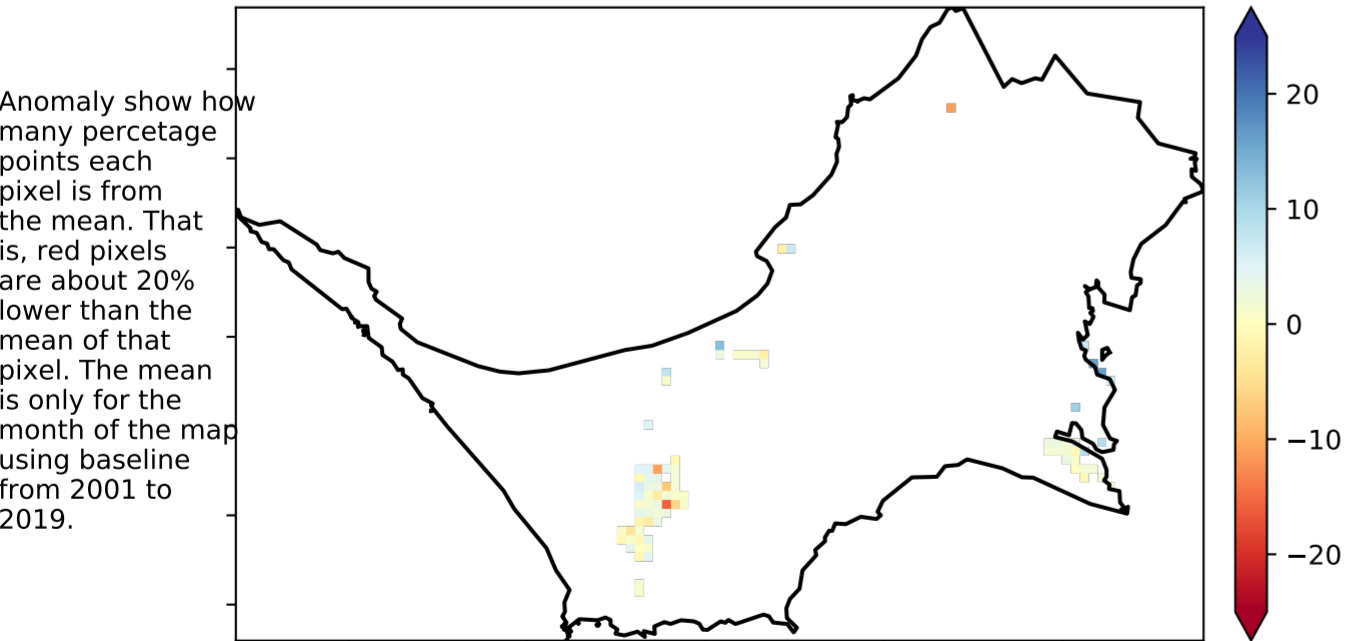 Anomaly show how
many percetage
points each
pixel is from
the mean. That
is, red pixels
are about 20%
lower than the
mean of that
pixel. The mean
is only for the
month of the map
using baseline
from 2001 to
2019.
20
10
0
−10
−20